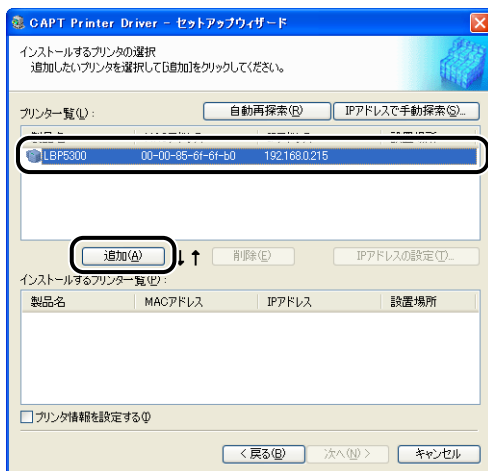 CAPT Printer Driver - セットアップウィザード
インストールするプリンタの選択
追加したいプリンタを選択して[追加]をクリックしてください。
プリンター覧(L):
自動再探索(R)
IPアドレスで手動探索(S)...
LBP5300 00-00-85-6f-6f-b0 192.168.0.215
追加(A) ↓↑ 削除(E) IPアドレスの設定(T)...
インストールするプリンター覧(P):
製品名 MACアドレス IPアドレス 設置場所
プリンタ情報を設定する(I)
< 戻る(B) 次へ(N) > キャンセル